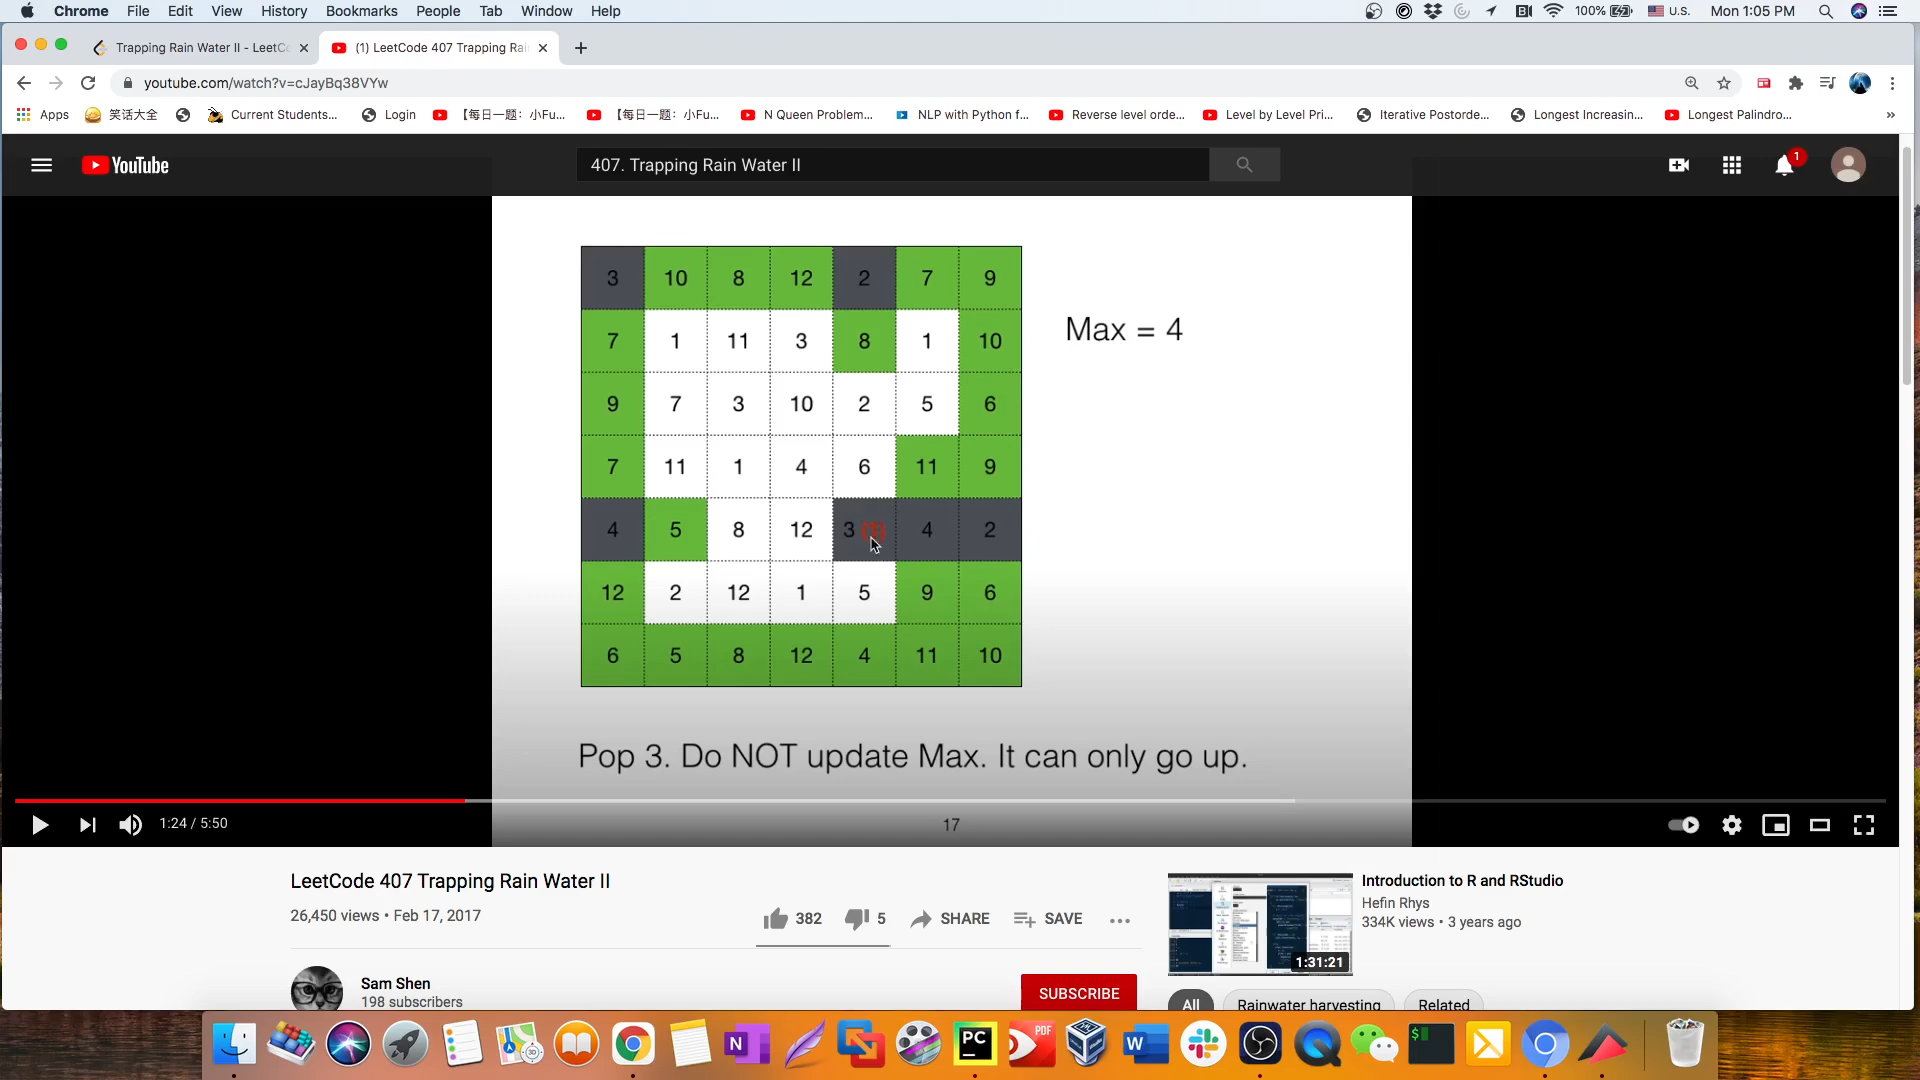 Chrome File Edit View History Bookmarks People Tab Window Help 100% U.S. Mon 1:05 PM
Trapping Rain Water II - LeetC (1) LeetCode 407 Trapping Rai
youtube.com/watch?v=cJayBq38VYw
Apps 笑话大全 Current Students... Login 【每日一题：小Fu... 【每日一题：小Fu... N Queen Problem... NLP with Python f... Reverse level orde... Level by Level Pri... Iterative Postorde... Longest Increasin... Longest Palindro... »
YouTube 407. Trapping Rain Water II 1
3 10 8 12 2 7 9
7 1 11 3 8 1 10
Max = 4
9 7 3 10 2 5 6
7 11 1 4 6 11 9
4 5 8 12 3 (1) 4 2
12 2 12 1 5 9 6
6 5 8 12 4 11 10
Pop 3. Do NOT update Max. It can only go up.
1:24 / 5:50 17
LeetCode 407 Trapping Rain Water II
26,450 views • Feb 17, 2017
382 5 SHARE SAVE
Sam Shen
198 subscribers
SUBSCRIBE
Introduction to R and RStudio
Hefin Rhys
334K views • 3 years ago
1:31:21
All Rainwater harvesting Related
N PC PDF W $